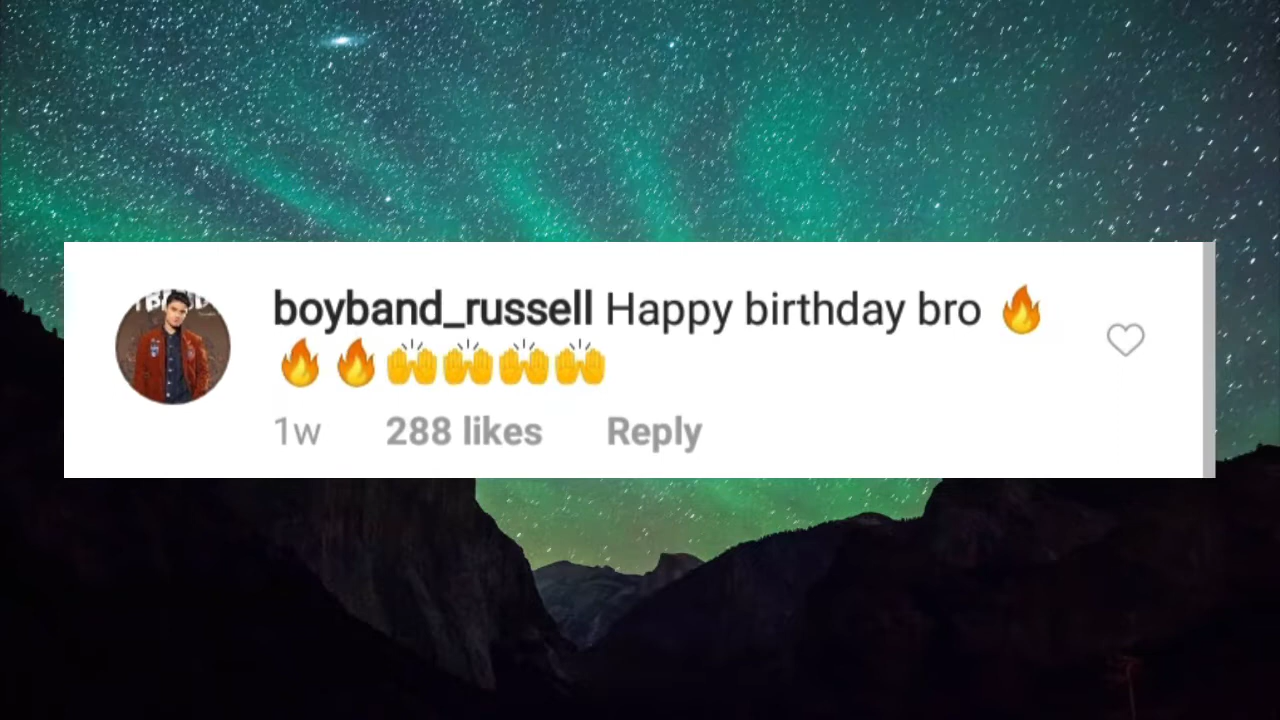 boyband_russell Happy birthday bro 🔥
🔥🔥🙌🙌🙌🙌
1w 288 likes Reply